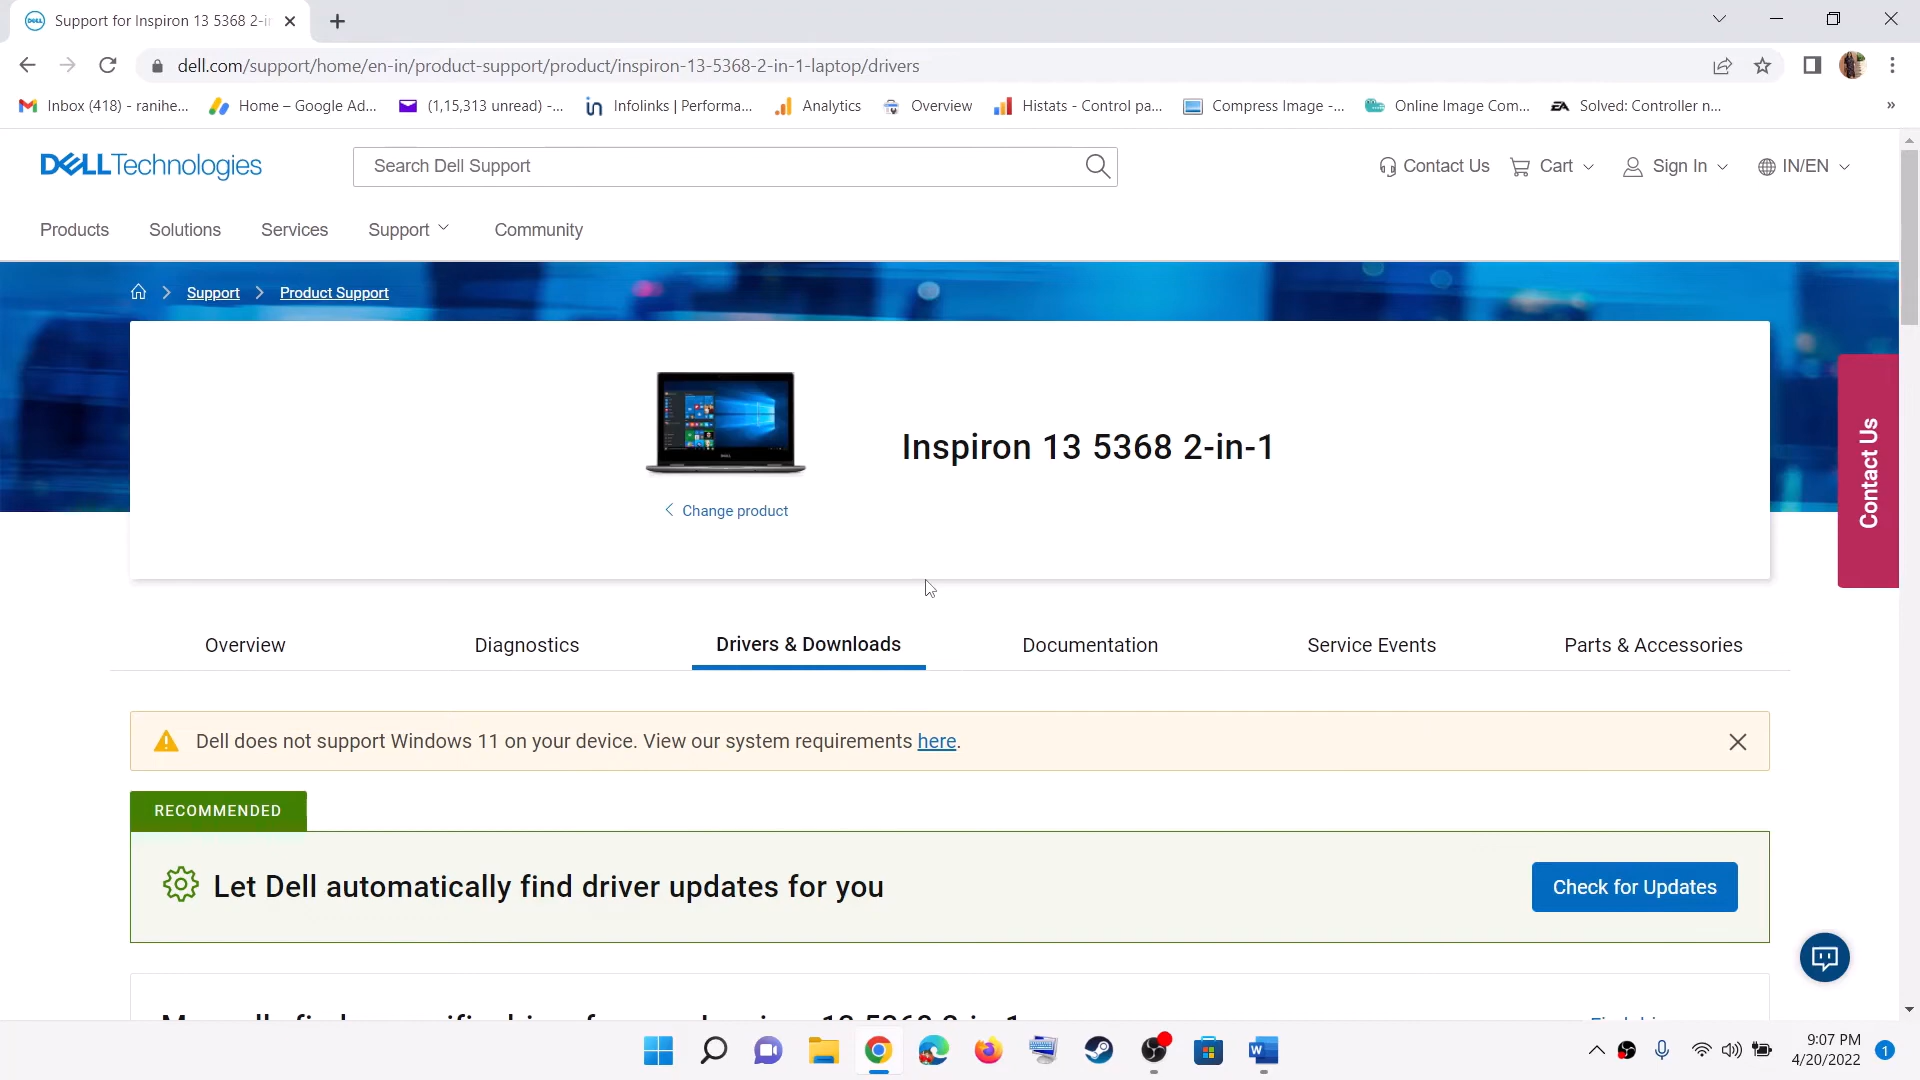 Support for Inspiron 13 5368 2-i
dell.com/support/home/en-in/product-support/product/inspiron-13-5368-2-in-1-laptop/drivers
Inbox (418) - ranihe... Home – Google Ad... (1,15,313 unread) -... Infolinks | Performa... Analytics Overview Histats - Control pa... Compress Image -... Online Image Com... Solved: Controller n... »
DELLTechnologies Search Dell Support Contact Us Cart Sign In IN/EN
Products Solutions Services Support Community
Support Product Support
Inspiron 13 5368 2-in-1
Change product
Contact Us
Overview Diagnostics Drivers & Downloads Documentation Service Events Parts & Accessories
Dell does not support Windows 11 on your device. View our system requirements here.
RECOMMENDED
Let Dell automatically find driver updates for you
Check for Updates
9:07 PM
4/20/2022
1